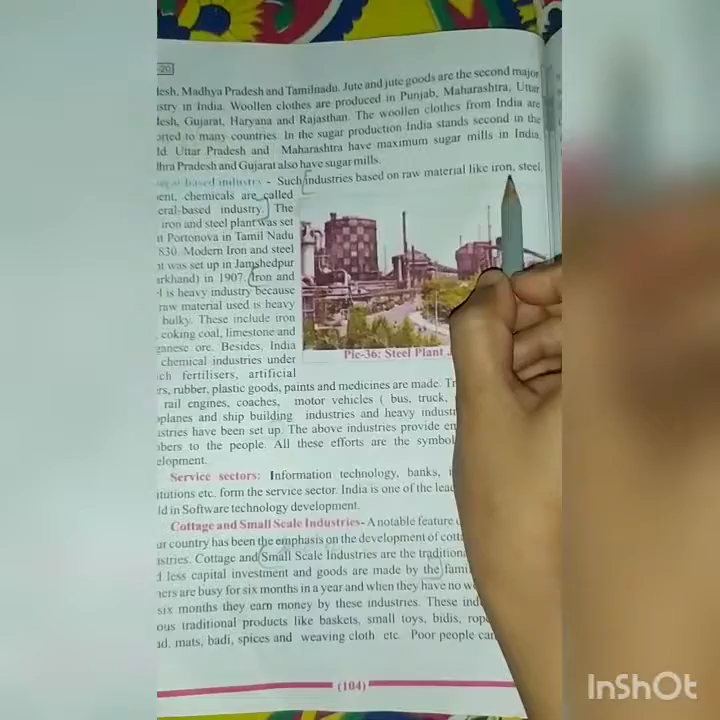 -20
desh, Madhya Pradesh and Tamilnadu. Jute and jute goods are the second major
stry in India. Woollen clothes are produced in Punjab, Maharashtra, Uttar
desh, Gujarat, Haryana and Rajasthan. The woollen clothes from India are
orted to many countries. In the sugar production India stands second in the
ld. Uttar Pradesh and Maharashtra have maximum sugar mills in India.
hra Pradesh and Gujarat also have sugar mills.
based industry - Such industries based on raw material like iron, steel,
ent, chemicals are called
eral-based industry. The
iron and steel plant was set
t Portonova in Tamil Nadu
830. Modern Iron and steel
nt was set up in Jamshedpur
arkhand) in 1907. Iron and
l is heavy industry because
raw material used is heavy
bulky. These include iron
coking coal, limestone and
ganese ore. Besides, India
chemical industries under
ch fertilisers, artificial
Pic-36: Steel Plant
rs, rubber, plastic goods, paints and medicines are made. Tr
rail engines, coaches, motor vehicles ( bus, truck,
oplanes and ship building industries and heavy industr
ustries have been set up. The above industries provide en
bers to the people. All these efforts are the symbol
elopment.
Service sectors: Information technology, banks,
itutions etc. form the service sector. India is one of the lea
ld in Software technology development.
Cottage and Small Scale Industries- A notable feature
ur country has been the emphasis on the development of cott
stries. Cottage and Small Scale Industries are the tradition
d less capital investment and goods are made by the fami
ners are busy for six months in a year and when they have no w
six months they earn money by these industries. These ind
ous traditional products like baskets, small toys, bidis, rop
ad, mats, badi, spices and weaving cloth etc. Poor people can
(104)
InShOt